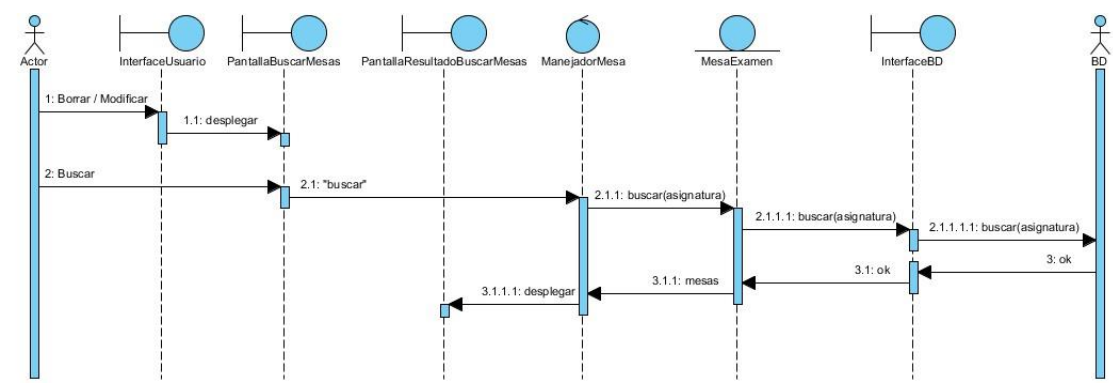 Actor
InterfaceUsuario
PantallaBuscarMesas
PantallaResultadoBuscarMesas
ManejadorMesa
MesaExamen
InterfaceBD
BD
1: Borrar / Modificar
1.1: desplegar
2: Buscar
2.1: "buscar"
2.1.1: buscar(asignatura)
2.1.1.1: buscar(asignatura)
2.1.1.1.1: buscar(asignatura)
3: ok
3.1: ok
3.1.1: mesas
3.1.1.1: desplegar